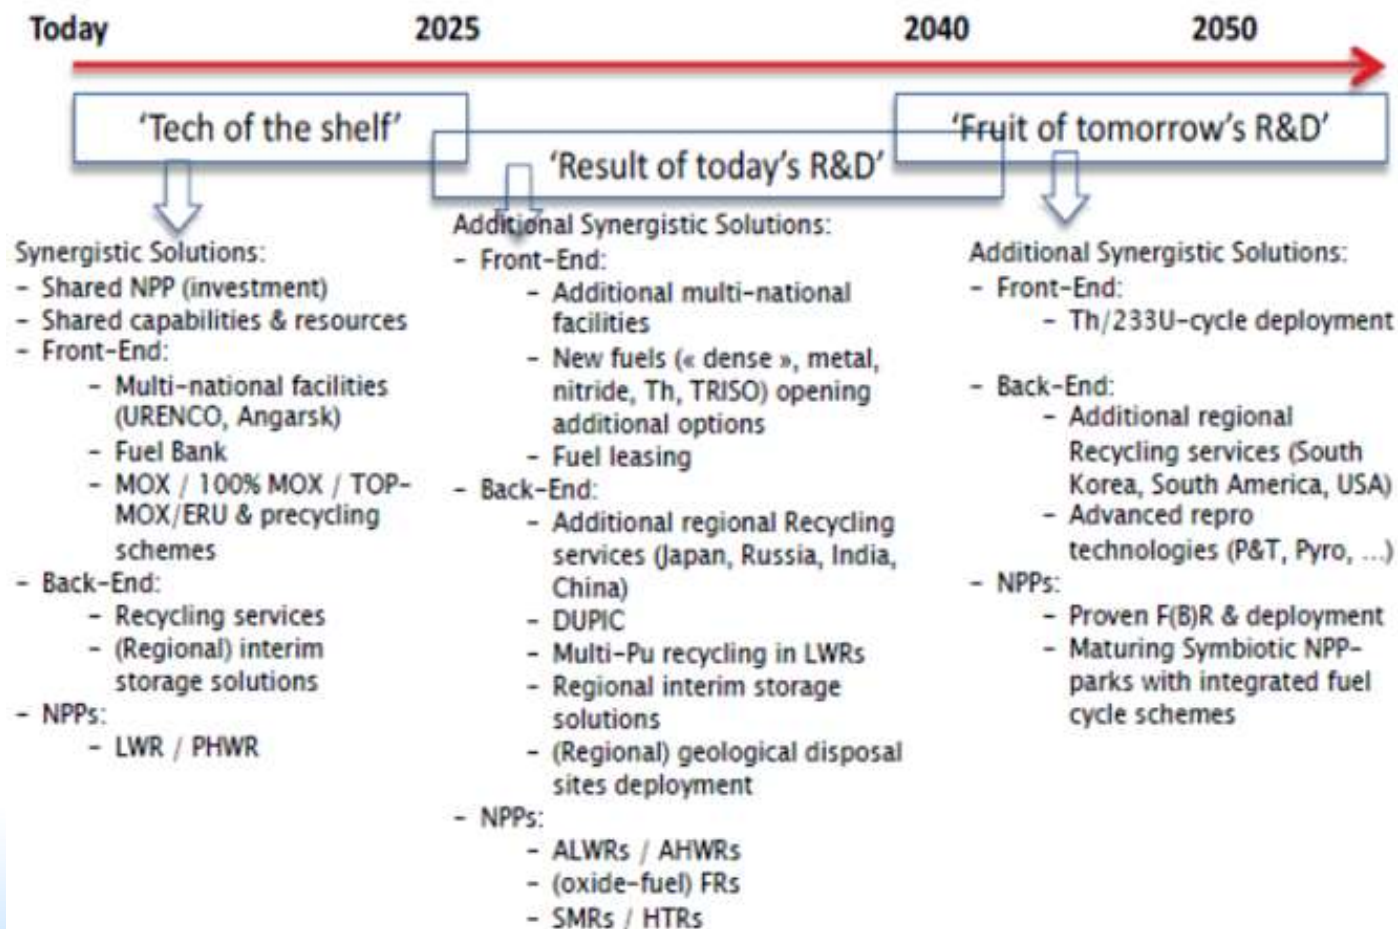 Today 2025 2040 2050
'Tech of the shelf'
'Result of today's R&D'
'Fruit of tomorrow's R&D'
Synergistic Solutions:
- Shared NPP (investment)
- Shared capabilities & resources
- Front-End:
- Multi-national facilities
(URENCO, Angarsk)
- Fuel Bank
- MOX / 100% MOX / TOP-
MOX/ERU & precycling
schemes
- Back-End:
- Recycling services
- (Regional) interim
storage solutions
- NPPs:
- LWR / PHWR
Additional Synergistic Solutions:
- Front-End:
- Additional multi-national
facilities
- New fuels (« dense », metal,
nitride, Th, TRISO) opening
additional options
- Fuel leasing
- Back-End:
- Additional regional Recycling
services (Japan, Russia, India,
China)
- DUPIC
- Multi-Pu recycling in LWRs
- Regional interim storage
solutions
- (Regional) geological disposal
sites deployment
- NPPs:
- ALWRs / AHWRs
- (oxide-fuel) FRs
- SMRs / HTRs
Additional Synergistic Solutions:
- Front-End:
- Th/233U-cycle deployment
- Back-End:
- Additional regional
Recycling services (South
Korea, South America, USA)
- Advanced repro
technologies (P&T, Pyro, ...)
- NPPs:
- Proven F(B)R & deployment
- Maturing Symbiotic NPP-
parks with integrated fuel
cycle schemes